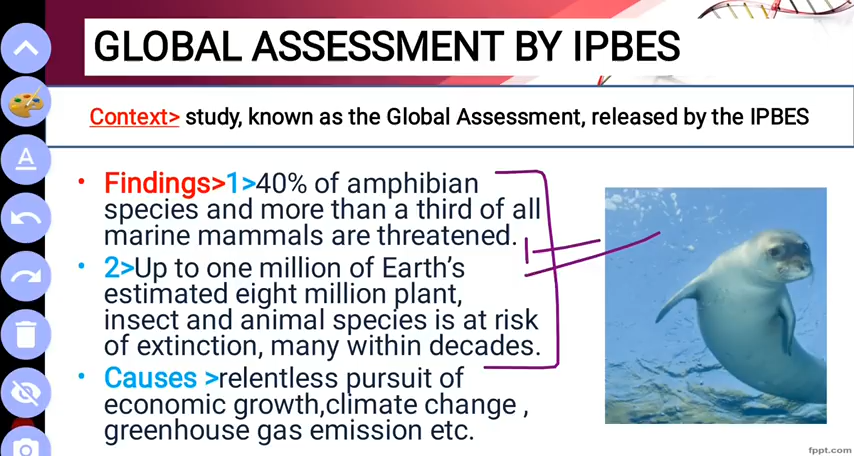 GLOBAL ASSESSMENT BY IPBES
Context> study, known as the Global Assessment, released by the IPBES
• Findings>1>40% of amphibian
species and more than a third of all
marine mammals are threatened.
• 2>Up to one million of Earth's
estimated eight million plant,
insect and animal species is at risk
of extinction, many within decades.
• Causes >relentless pursuit of
economic growth,climate change ,
greenhouse gas emission etc.
A
fppt.com